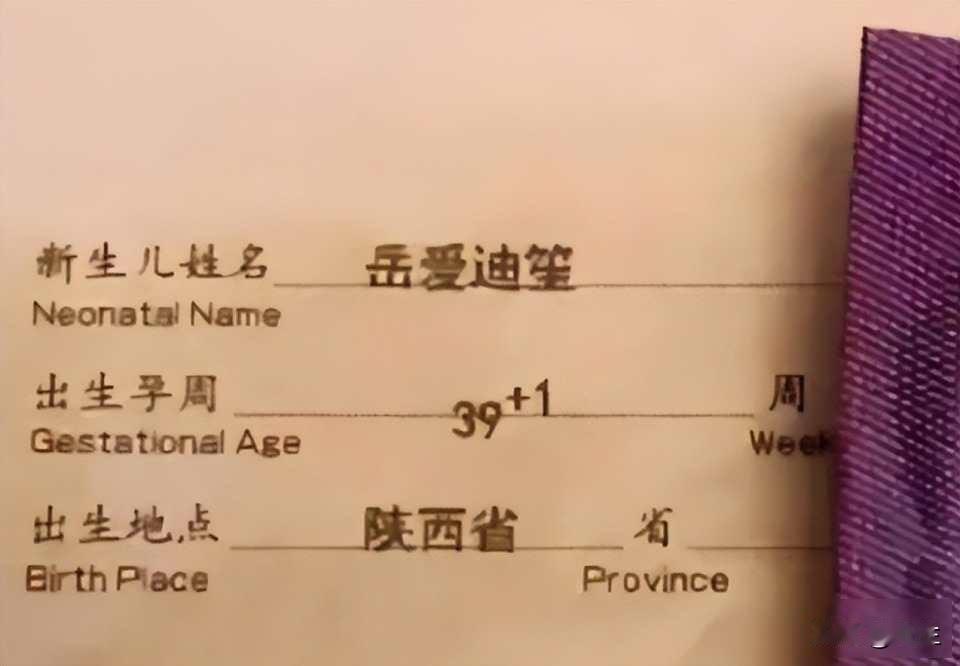 新生儿姓名 岳爱迪笙
Neonatal Name
出生孕周 39+1 周
Gestational Age Week
出生地点 陕西省 省
Birth Place Province